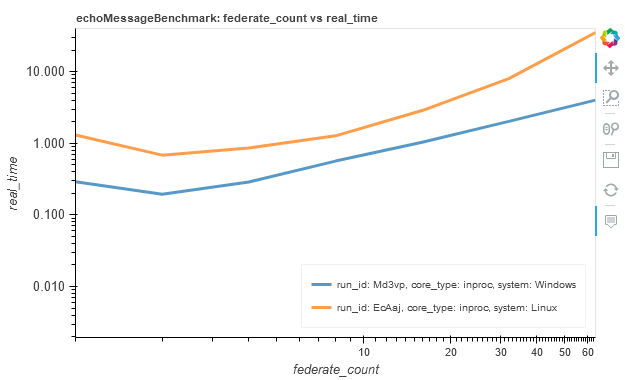 echoMessageBenchmark: federate_count vs real_time
10.000
1.000
0.100
0.010
real_time
run_id: Md3vp, core_type: inproc, system: Windows
run_id: EcAaj, core_type: inproc, system: Linux
10
20
30
40
50
60
federate_count